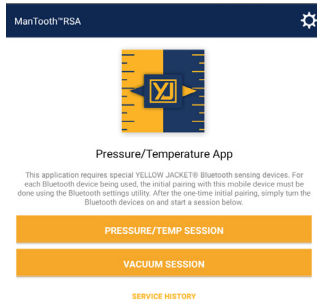 ManTooth™RSA
YJ
Pressure/Temperature App
This application requires special YELLOW JACKET® Bluetooth sensing devices. For
each Bluetooth device being used, the initial pairing with this mobile device must be
done using the Bluetooth settings utility. After the one-time initial pairing, simply turn the
Bluetooth devices on and start a session below.
PRESSURE/TEMP SESSION
VACUUM SESSION
SERVICE HISTORY